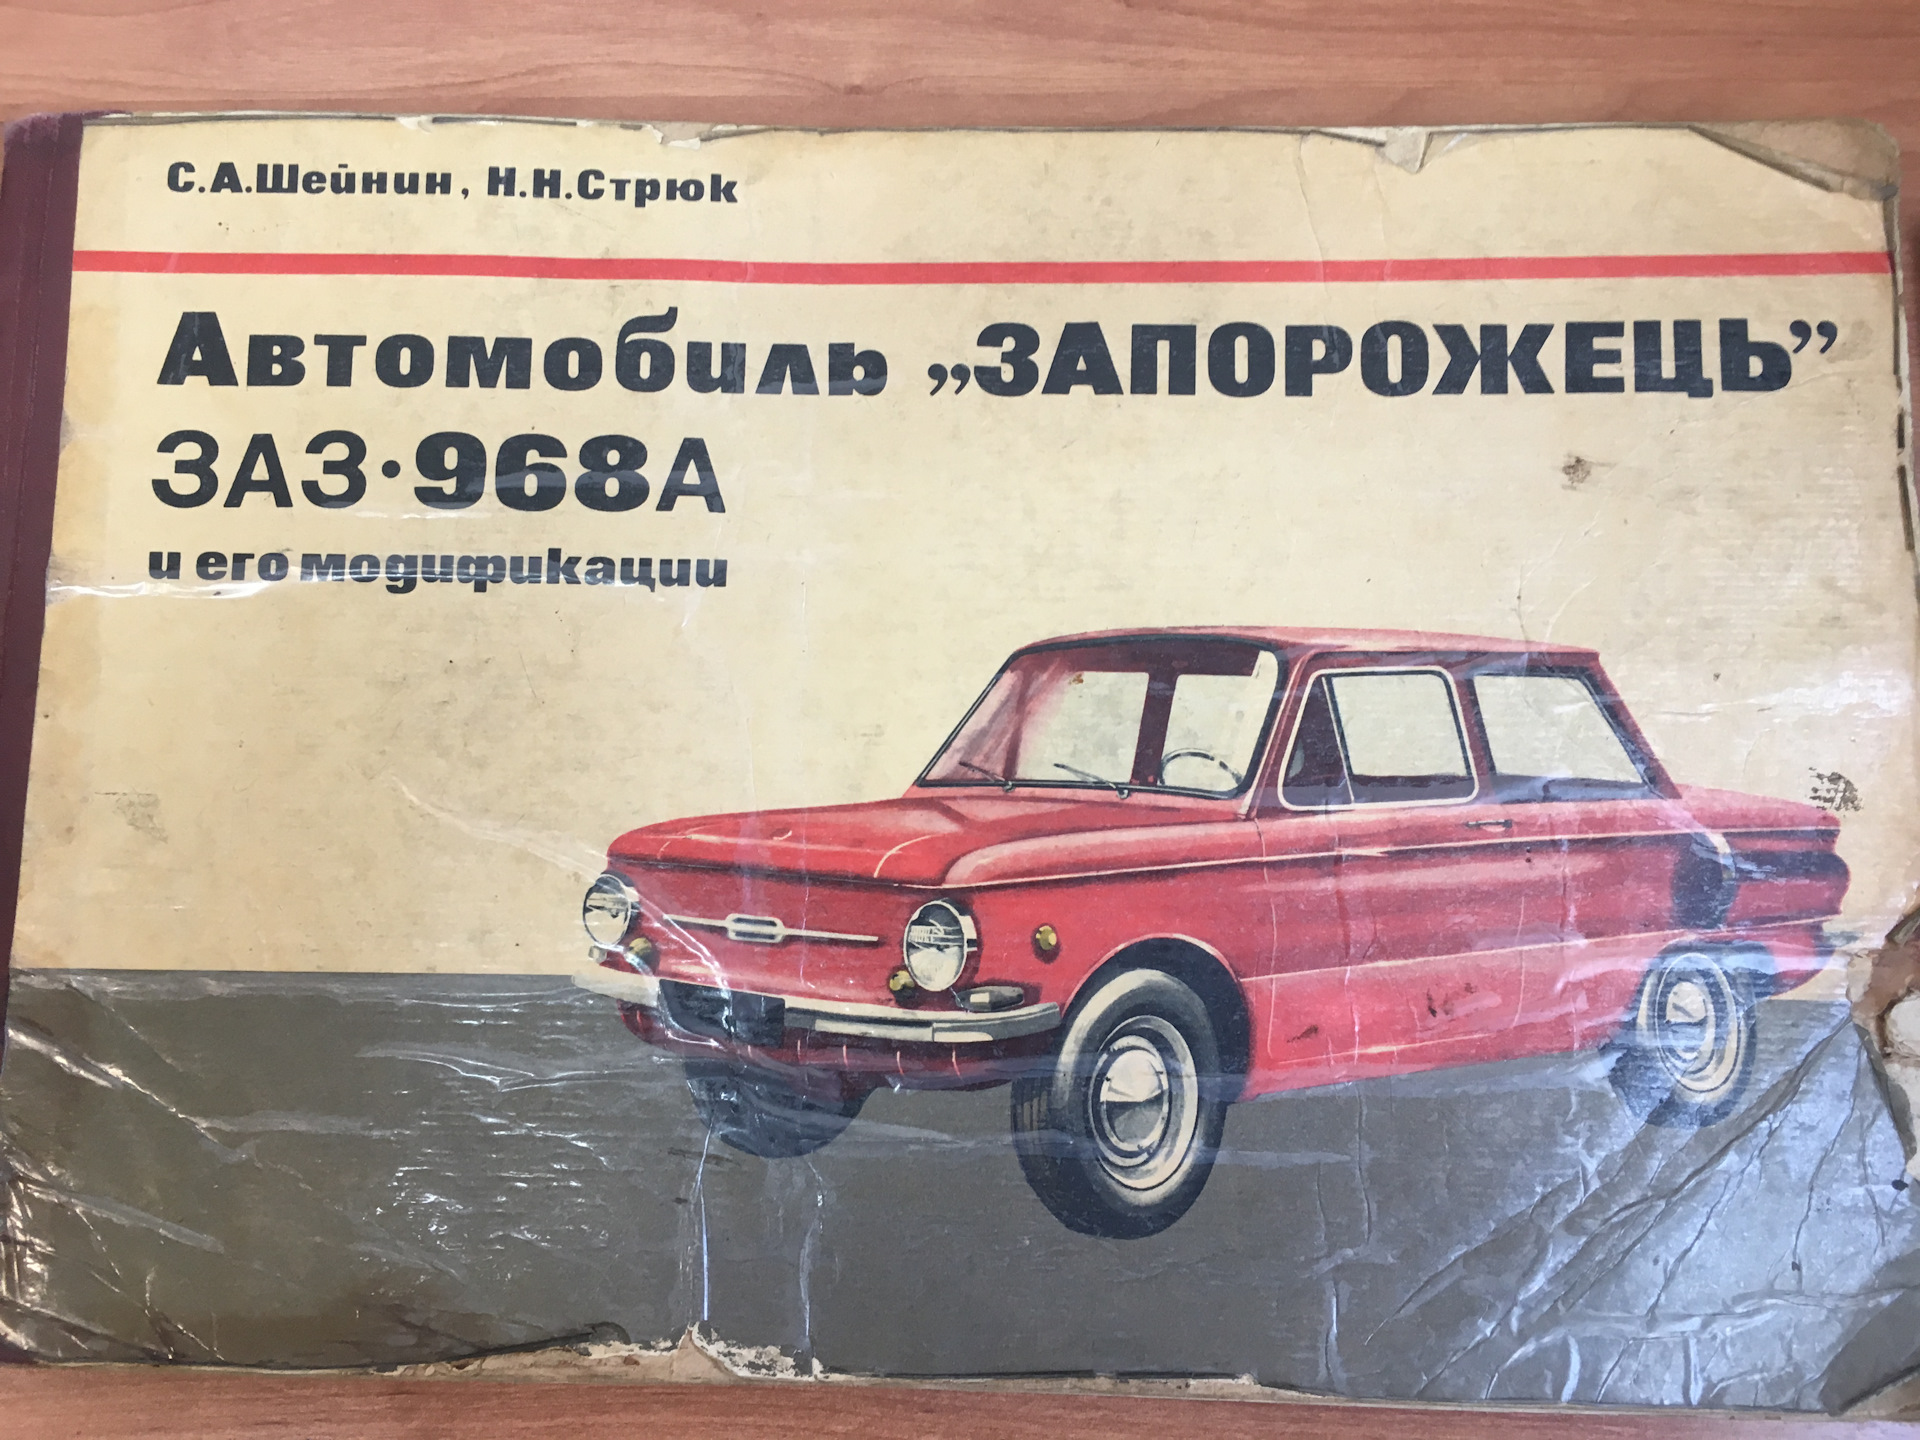 С.А.Шейнин, Н.Н.Стрюк
Автомобиль „ЗАПОРОЖЕЦЬ”
ЗАЗ·968А
и его модификации